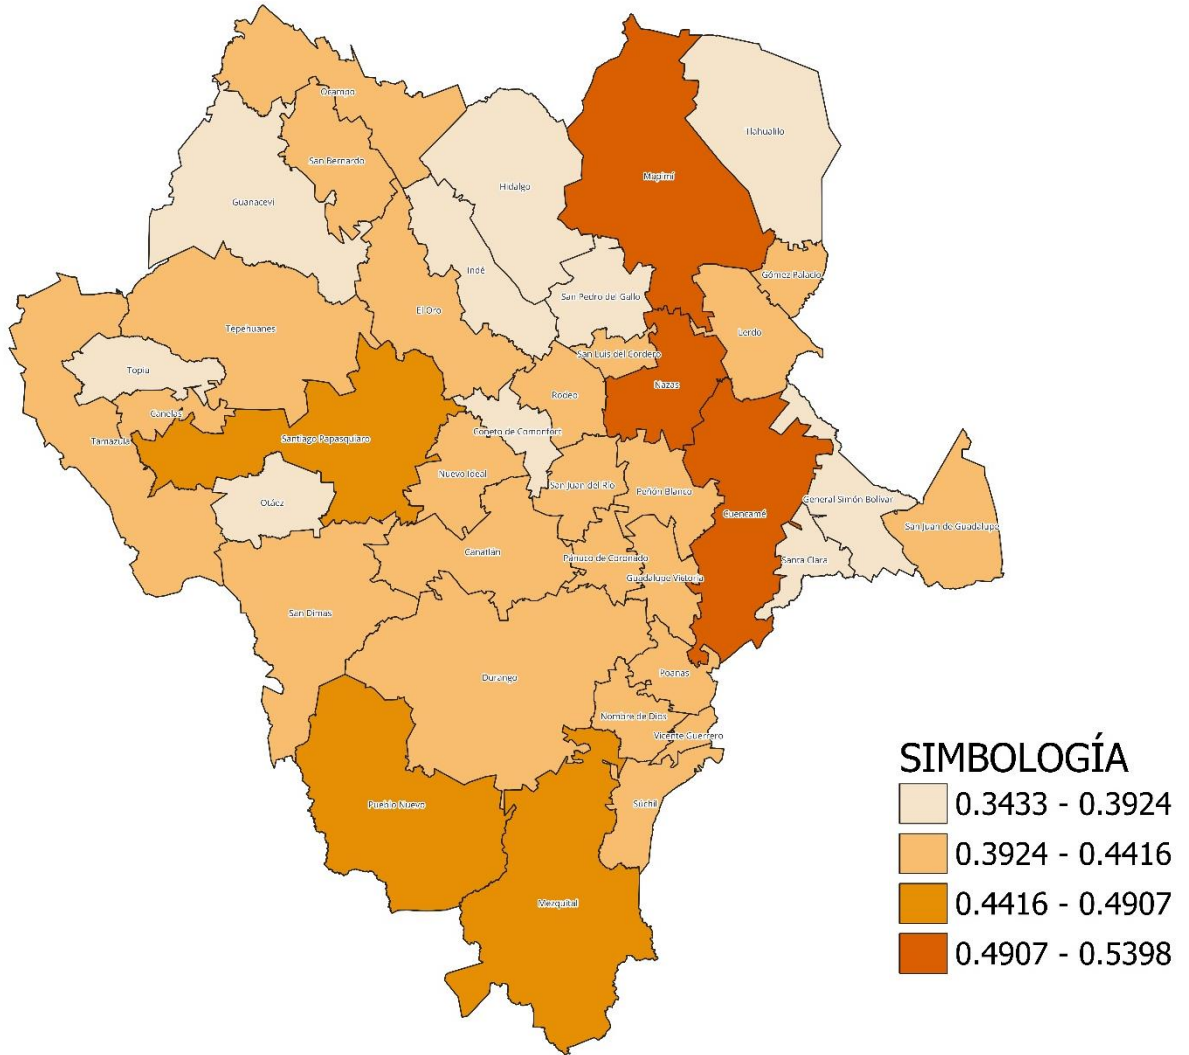 Ocampo
Tlahualilo
San Bernardo
Mapimí
Hidalgo
Guanaceví
Indé
Gómez Palacio
San Pedro del Gallo
El Oro
Tepehuanes
Lerdo
San Luis del Cordero
Topia
Nazas
Rodeo
Canelas
Coneto de Comonfort
Santiago Papasquiaro
Tamazula
Nuevo Ideal
San Juan del Río
Peñón Blanco
General Simón Bolívar
Otáez
Cuencamé
San Juan de Guadalupe
Canatlán
Pánuco de Coronado
Santa Clara
Guadalupe Victoria
San Dimas
Poanas
Durango
Nombre de Dios
Vicente Guerrero
Pueblo Nuevo
Súchil
Mezquital
SIMBOLOGÍA
0.3433 - 0.3924
0.3924 - 0.4416
0.4416 - 0.4907
0.4907 - 0.5398